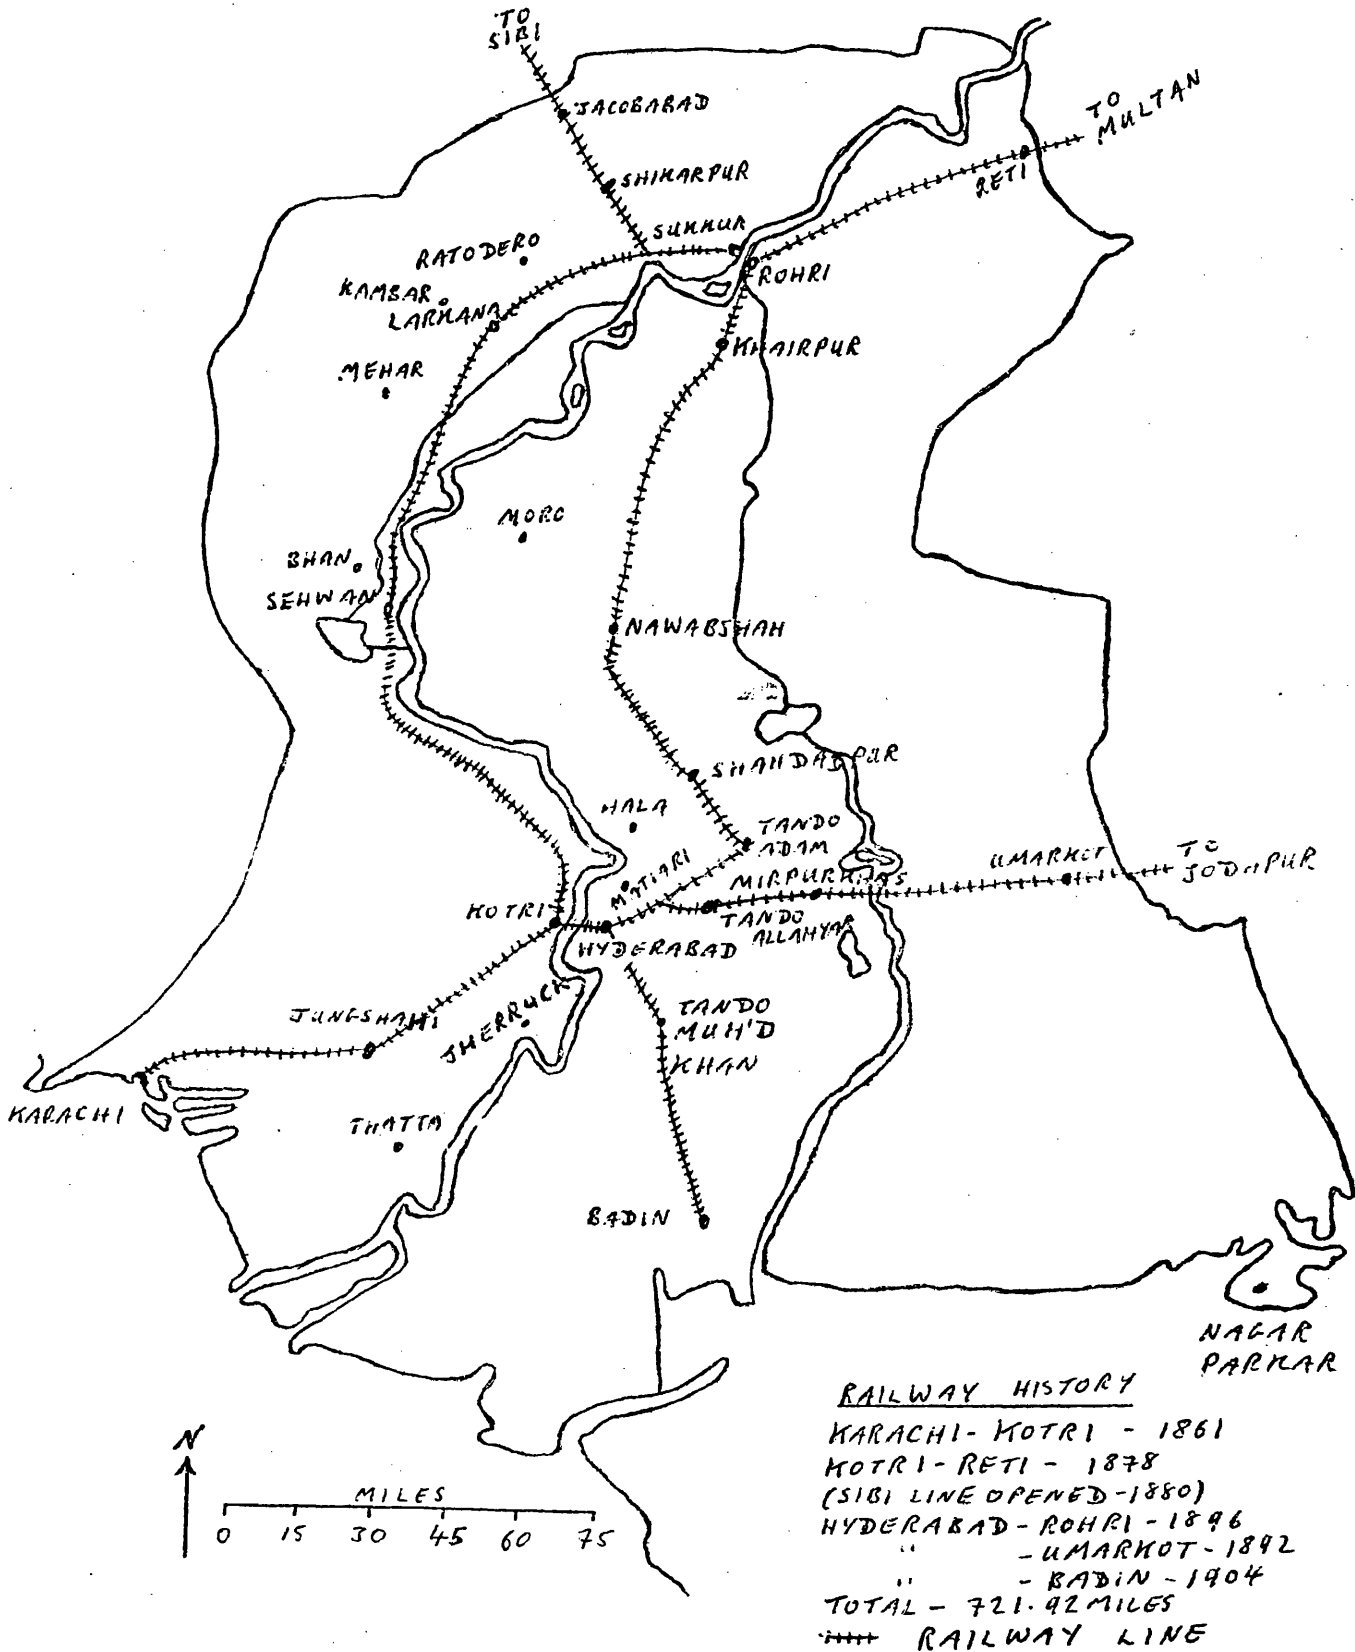 TO
SIBI
JACOBABAD
TO
MULTAN
SHIKARPUR
RETI
SUKKUR
RATODERO
ROHRI
KAMBAR
LARKANA
KHAIRPUR
MEHAR
MORO
BHAN
SEHWAN
NAWABSHAH
SHAHDADPUR
HALA
TANDO
ADAM
MATIARI
UMARKOT
TO
JODHPUR
MIRPURKHAS
KOTRI
TANDO
ALLAHYAR
HYDERABAD
JUNGSHAHI
JHERRUCK
TANDO
MUH'D
KHAN
KARACHI
THATTA
BADIN
NAGAR
PARKAR
RAILWAY HISTORY
KARACHI - KOTRI - 1861
KOTRI - RETI - 1878
(SIBI LINE OPENED - 1880)
HYDERABAD - ROHRI - 1896
" - UMARKOT - 1892
" - BADIN - 1904
TOTAL - 721.92 MILES
RAILWAY LINE
N
MILES
0 15 30 45 60 75